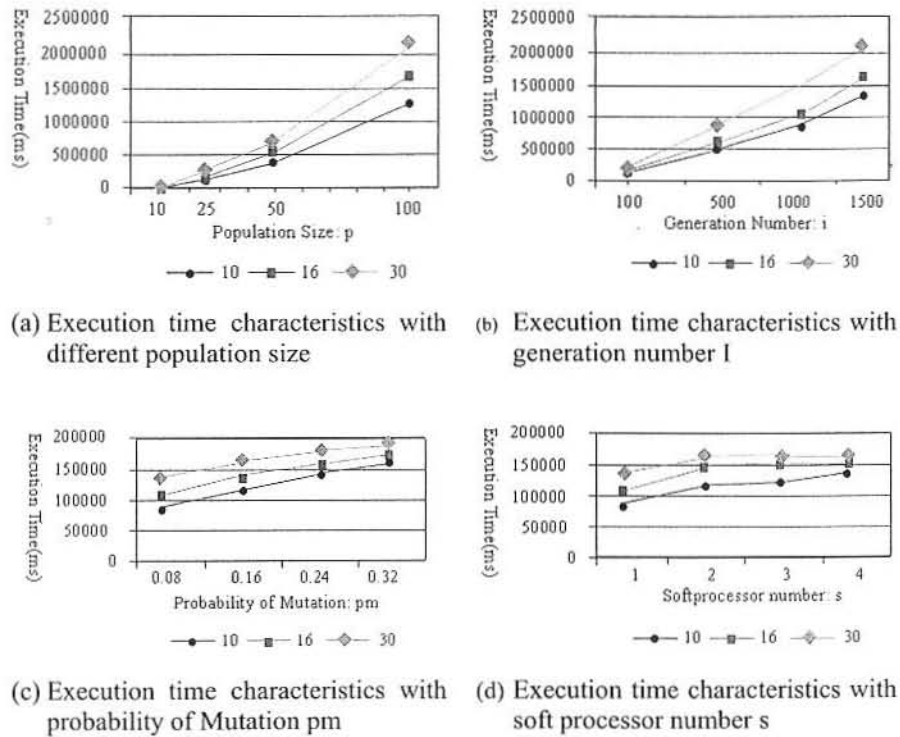 Execution Time(ms)
2500000
2000000
1500000
1000000
500000
0
10 25 50 100
Population Size: p
10 16 30
(a) Execution time characteristics with
different population size
Execution Time(ms)
2500000
2000000
1500000
1000000
500000
0
100 500 1000 1500
Generation Number: i
10 16 30
(b) Execution time characteristics with
generation number I
Execution Time(ms)
200000
150000
100000
50000
0
0.08 0.16 0.24 0.32
Probability of Mutation: pm
10 16 30
(c) Execution time characteristics with
probability of Mutation pm
Execution Time(ms)
200000
150000
100000
50000
0
1 2 3 4
Softprocessor number: s
10 16 30
(d) Execution time characteristics with
soft processor number s